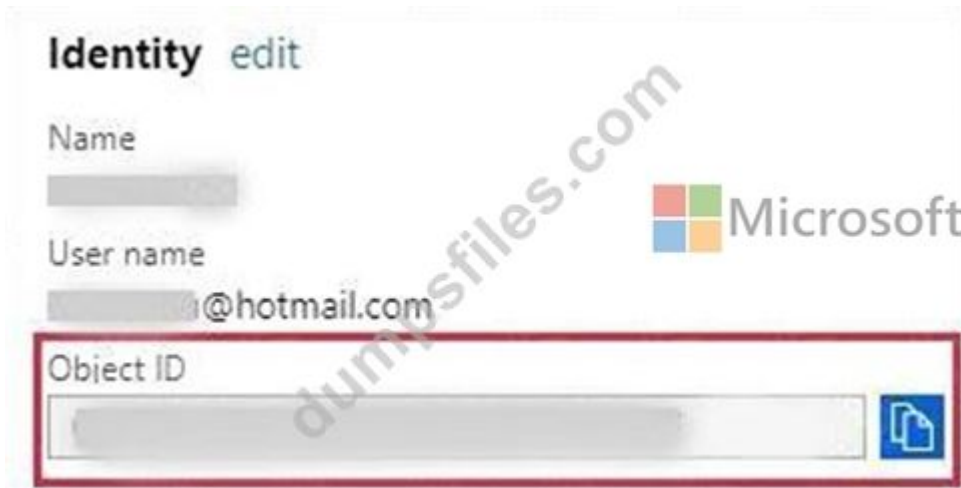 Identity edit
Name
User name
@hotmail.com
Object ID
Microsoft
dumpsfiles.com